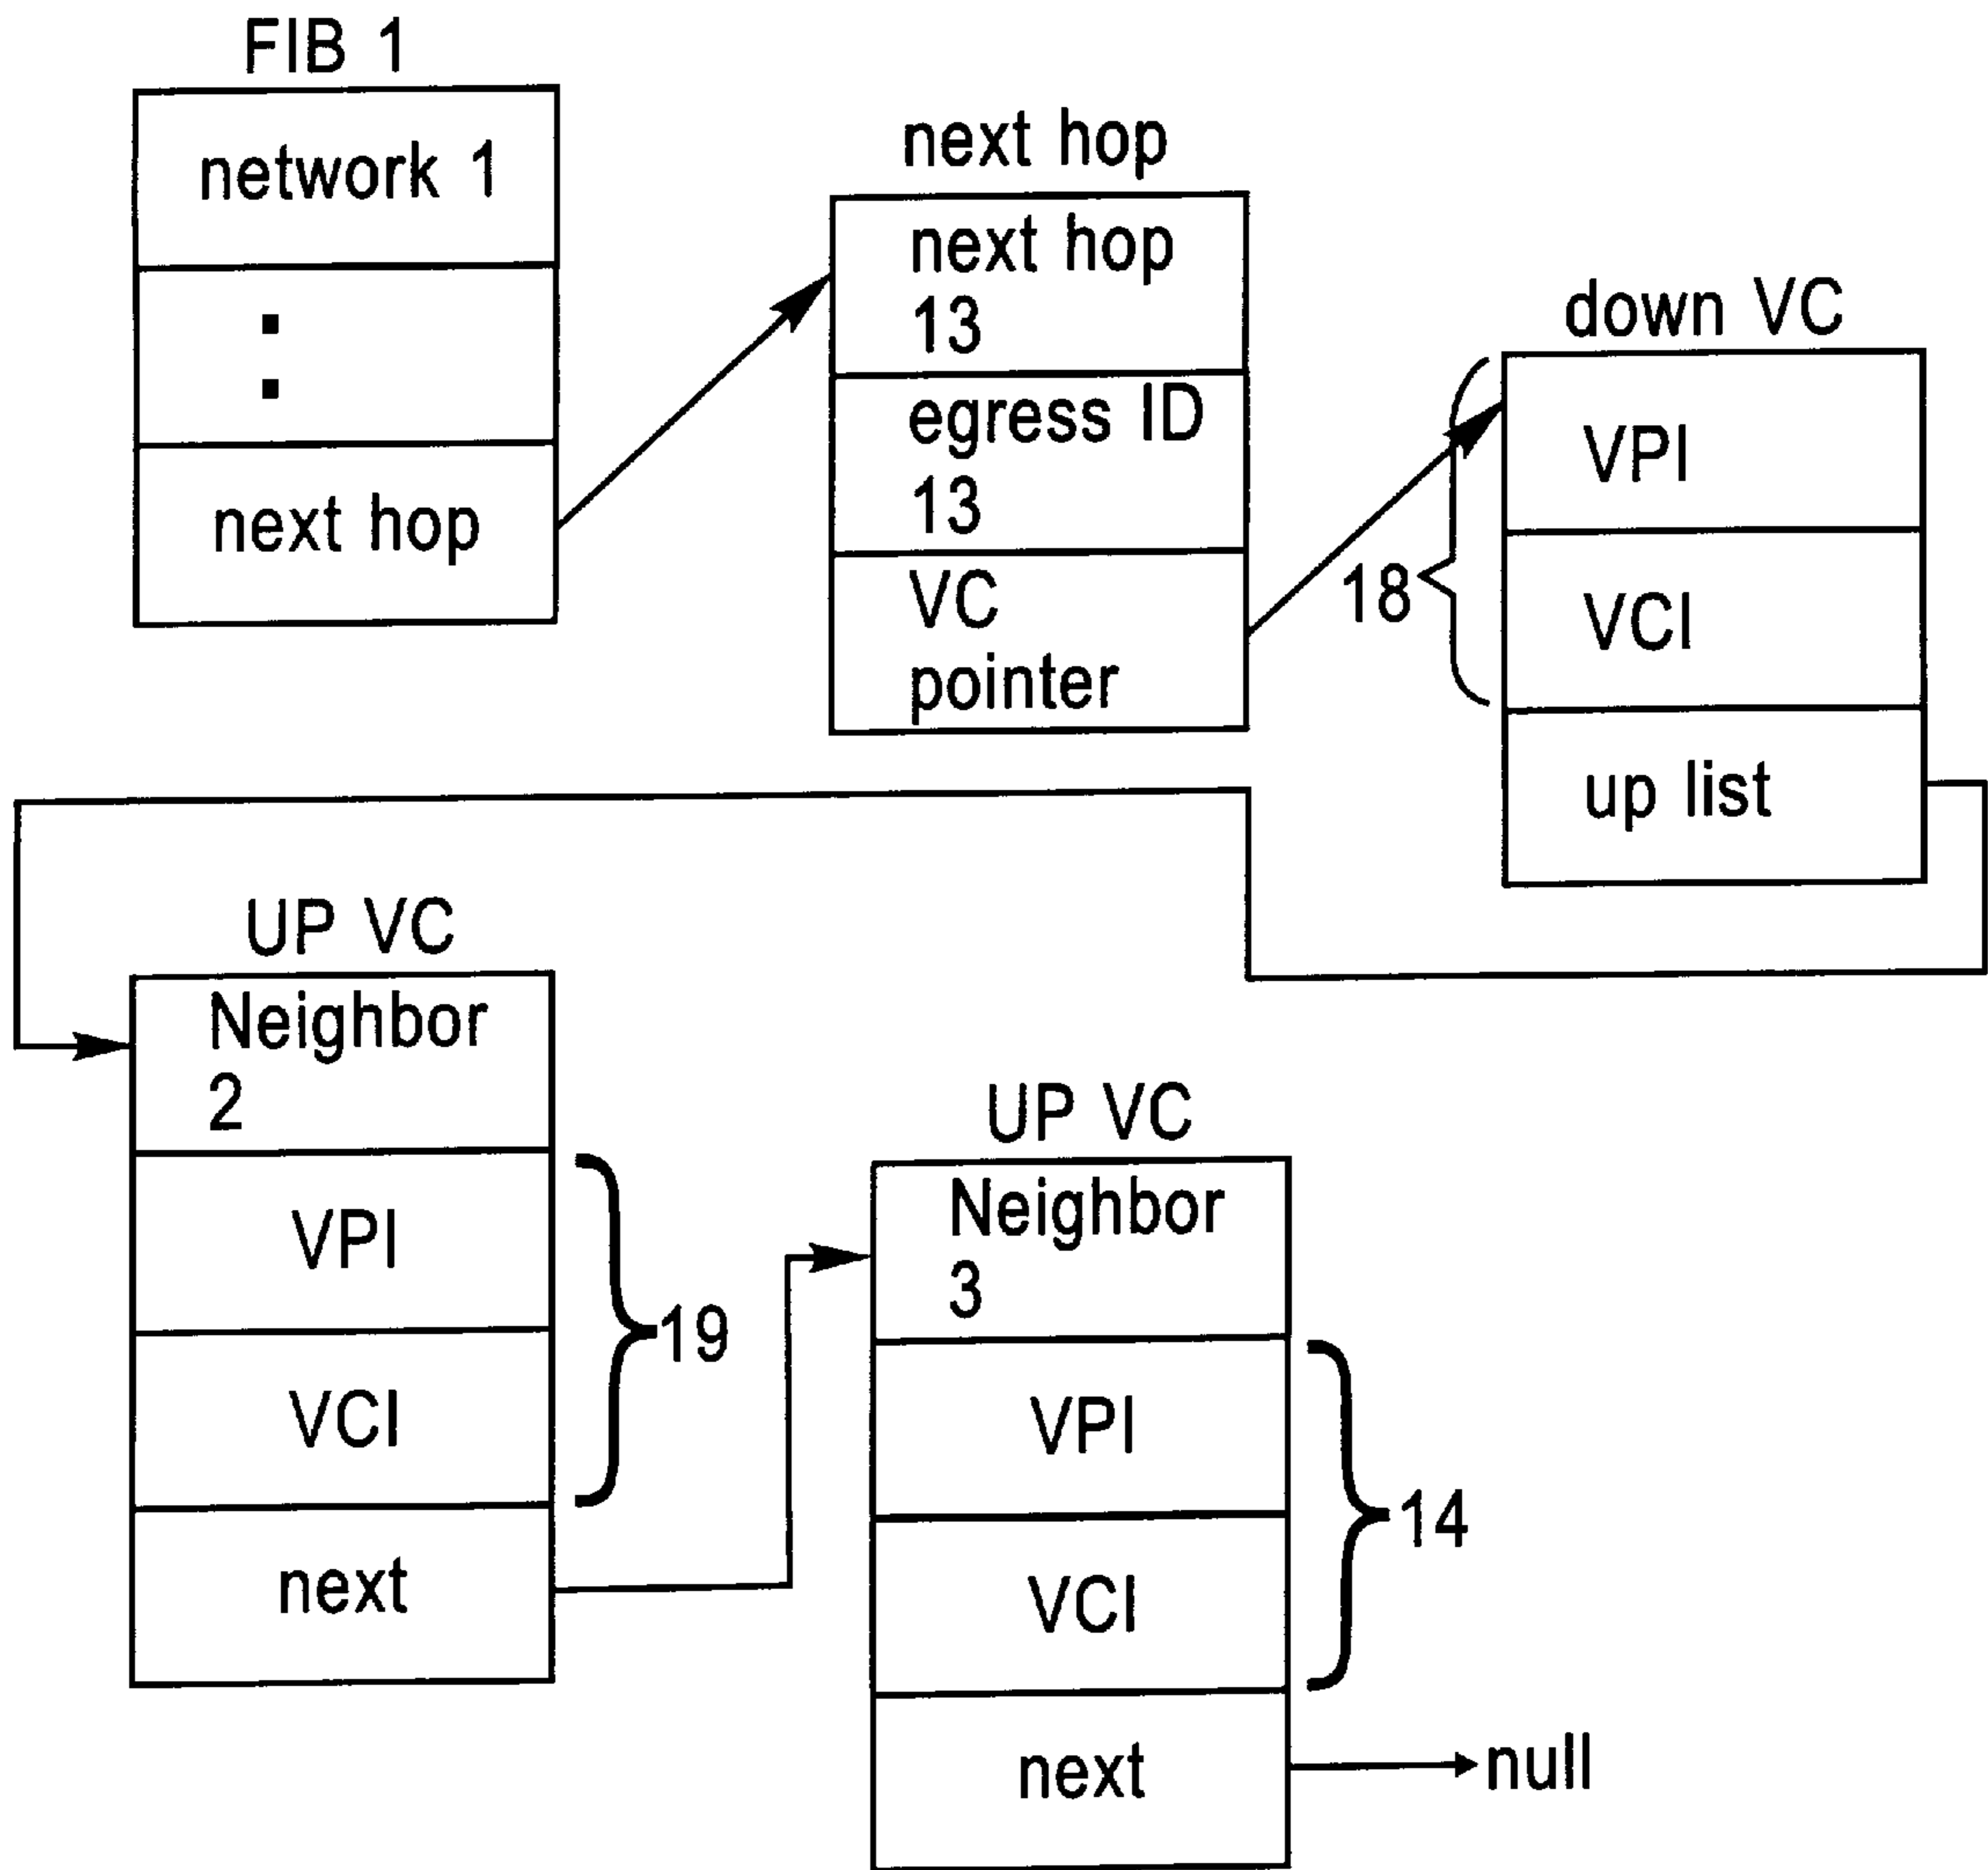 FIB 1
network 1
:
next hop
next hop
next hop
13
egress ID
13
VC
pointer
down VC
VPI
VCI
up list
18
UP VC
Neighbor
2
VPI
VCI
next
19
UP VC
Neighbor
3
VPI
VCI
next
14
null